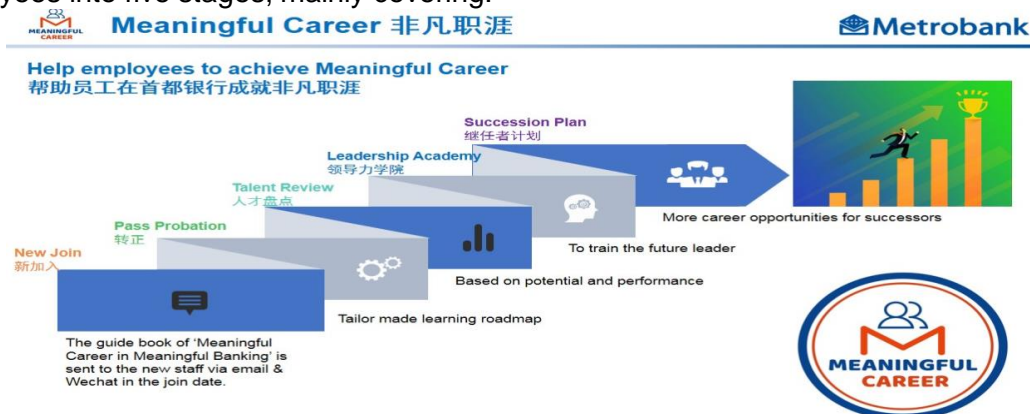 into five stages, mainly covering:
MEANINGFUL
CAREER
Meaningful Career 非凡职涯
Metrobank
Help employees to achieve Meaningful Career
帮助员工在首都银行成就非凡职涯
Succession Plan
继任者计划
Leadership Academy
领导力学院
Talent Review
人才盘点
Pass Probation
转正
New Join
新加入
More career opportunities for successors
To train the future leader
Based on potential and performance
Tailor made learning roadmap
The guide book of ‘Meaningful
Career in Meaningful Banking’ is
sent to the new staff via email &
Wechat in the join date.
MEANINGFUL
CAREER